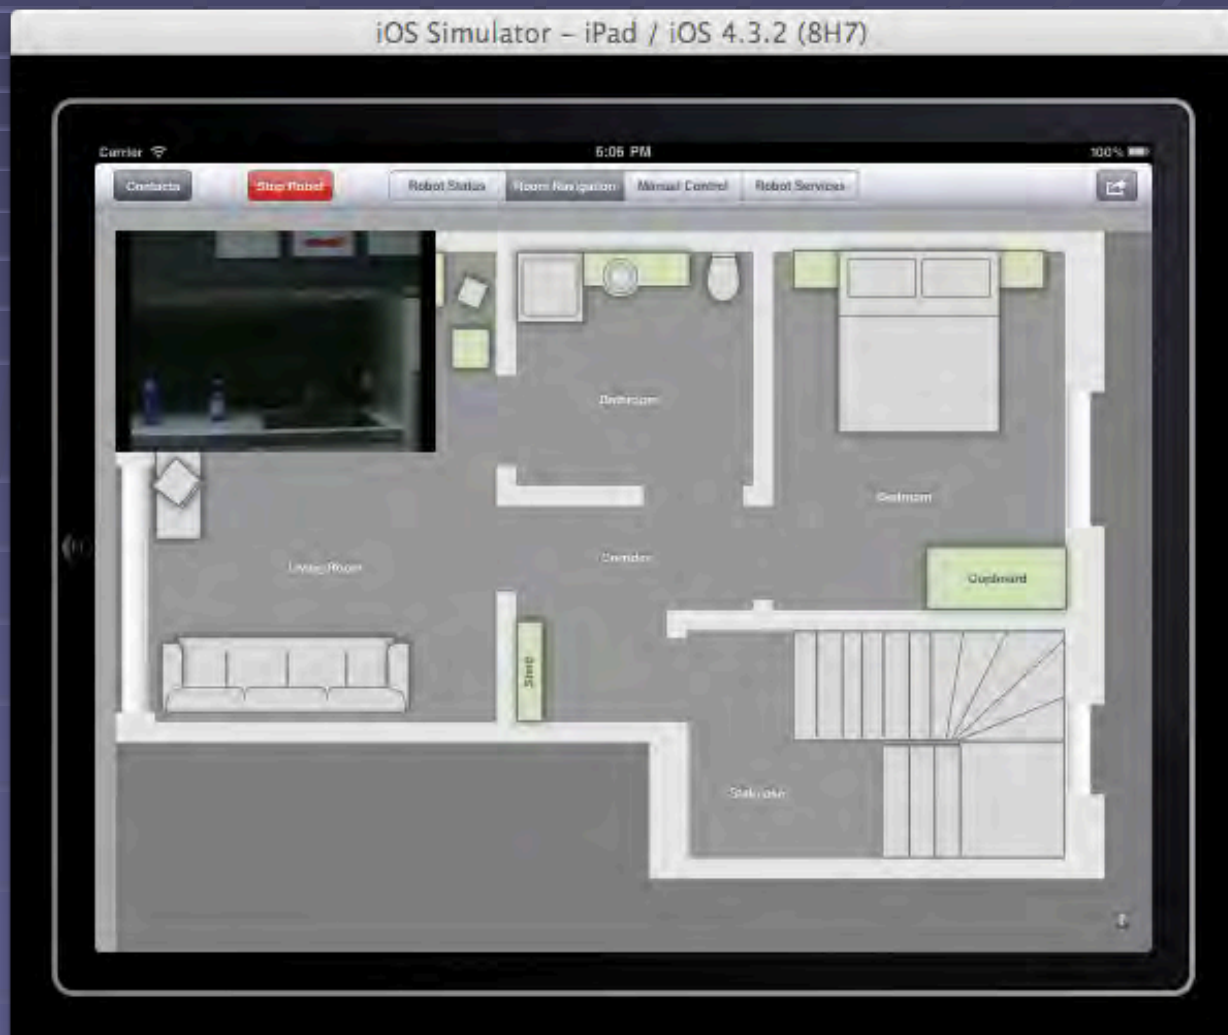 iOS Simulator – iPad / iOS 4.3.2 (8H7)
Carrier 6:06 PM 100%
Contacts Stop Robot Robot Status Room Navigation Manual Control Robot Services
Bathroom
Bedroom
Living Room Corridor
Cupboard
Staircase